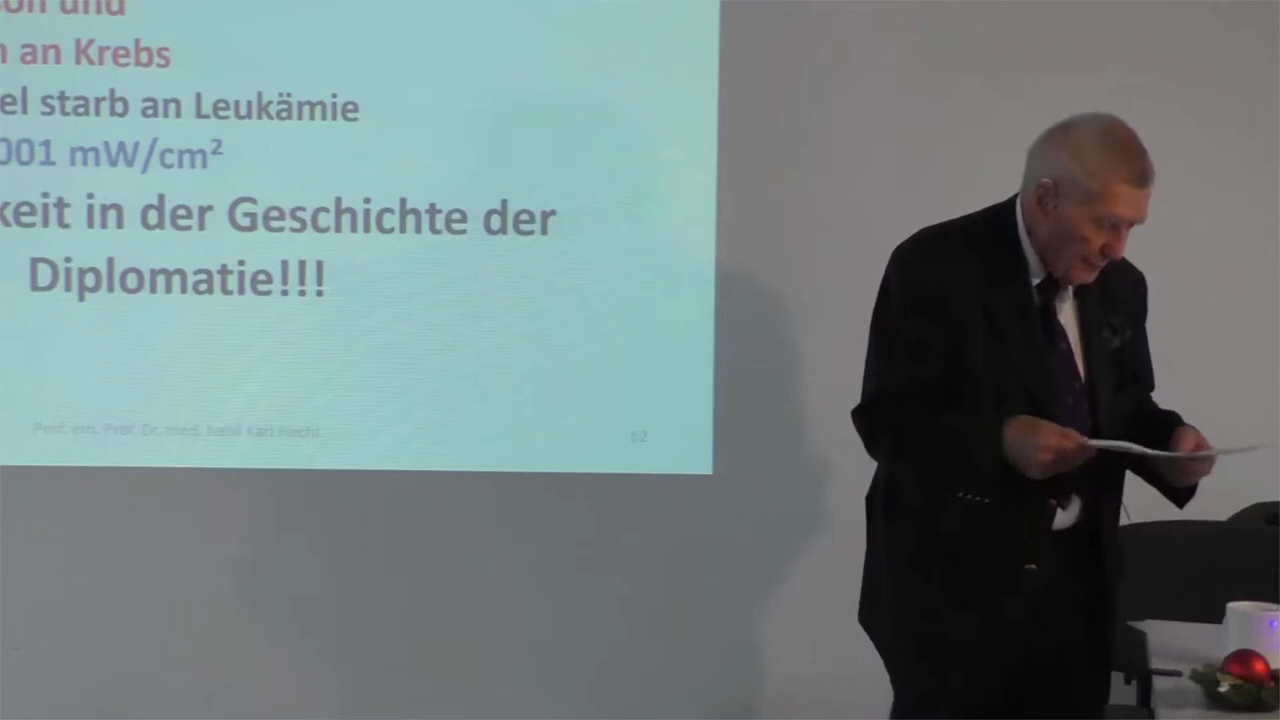 und
an Krebs
el starb an Leukämie
001 mW/cm²
keit in der Geschichte der
Diplomatie!!!
Prof. em. Prof. Dr. med. habil Karl Hecht
12